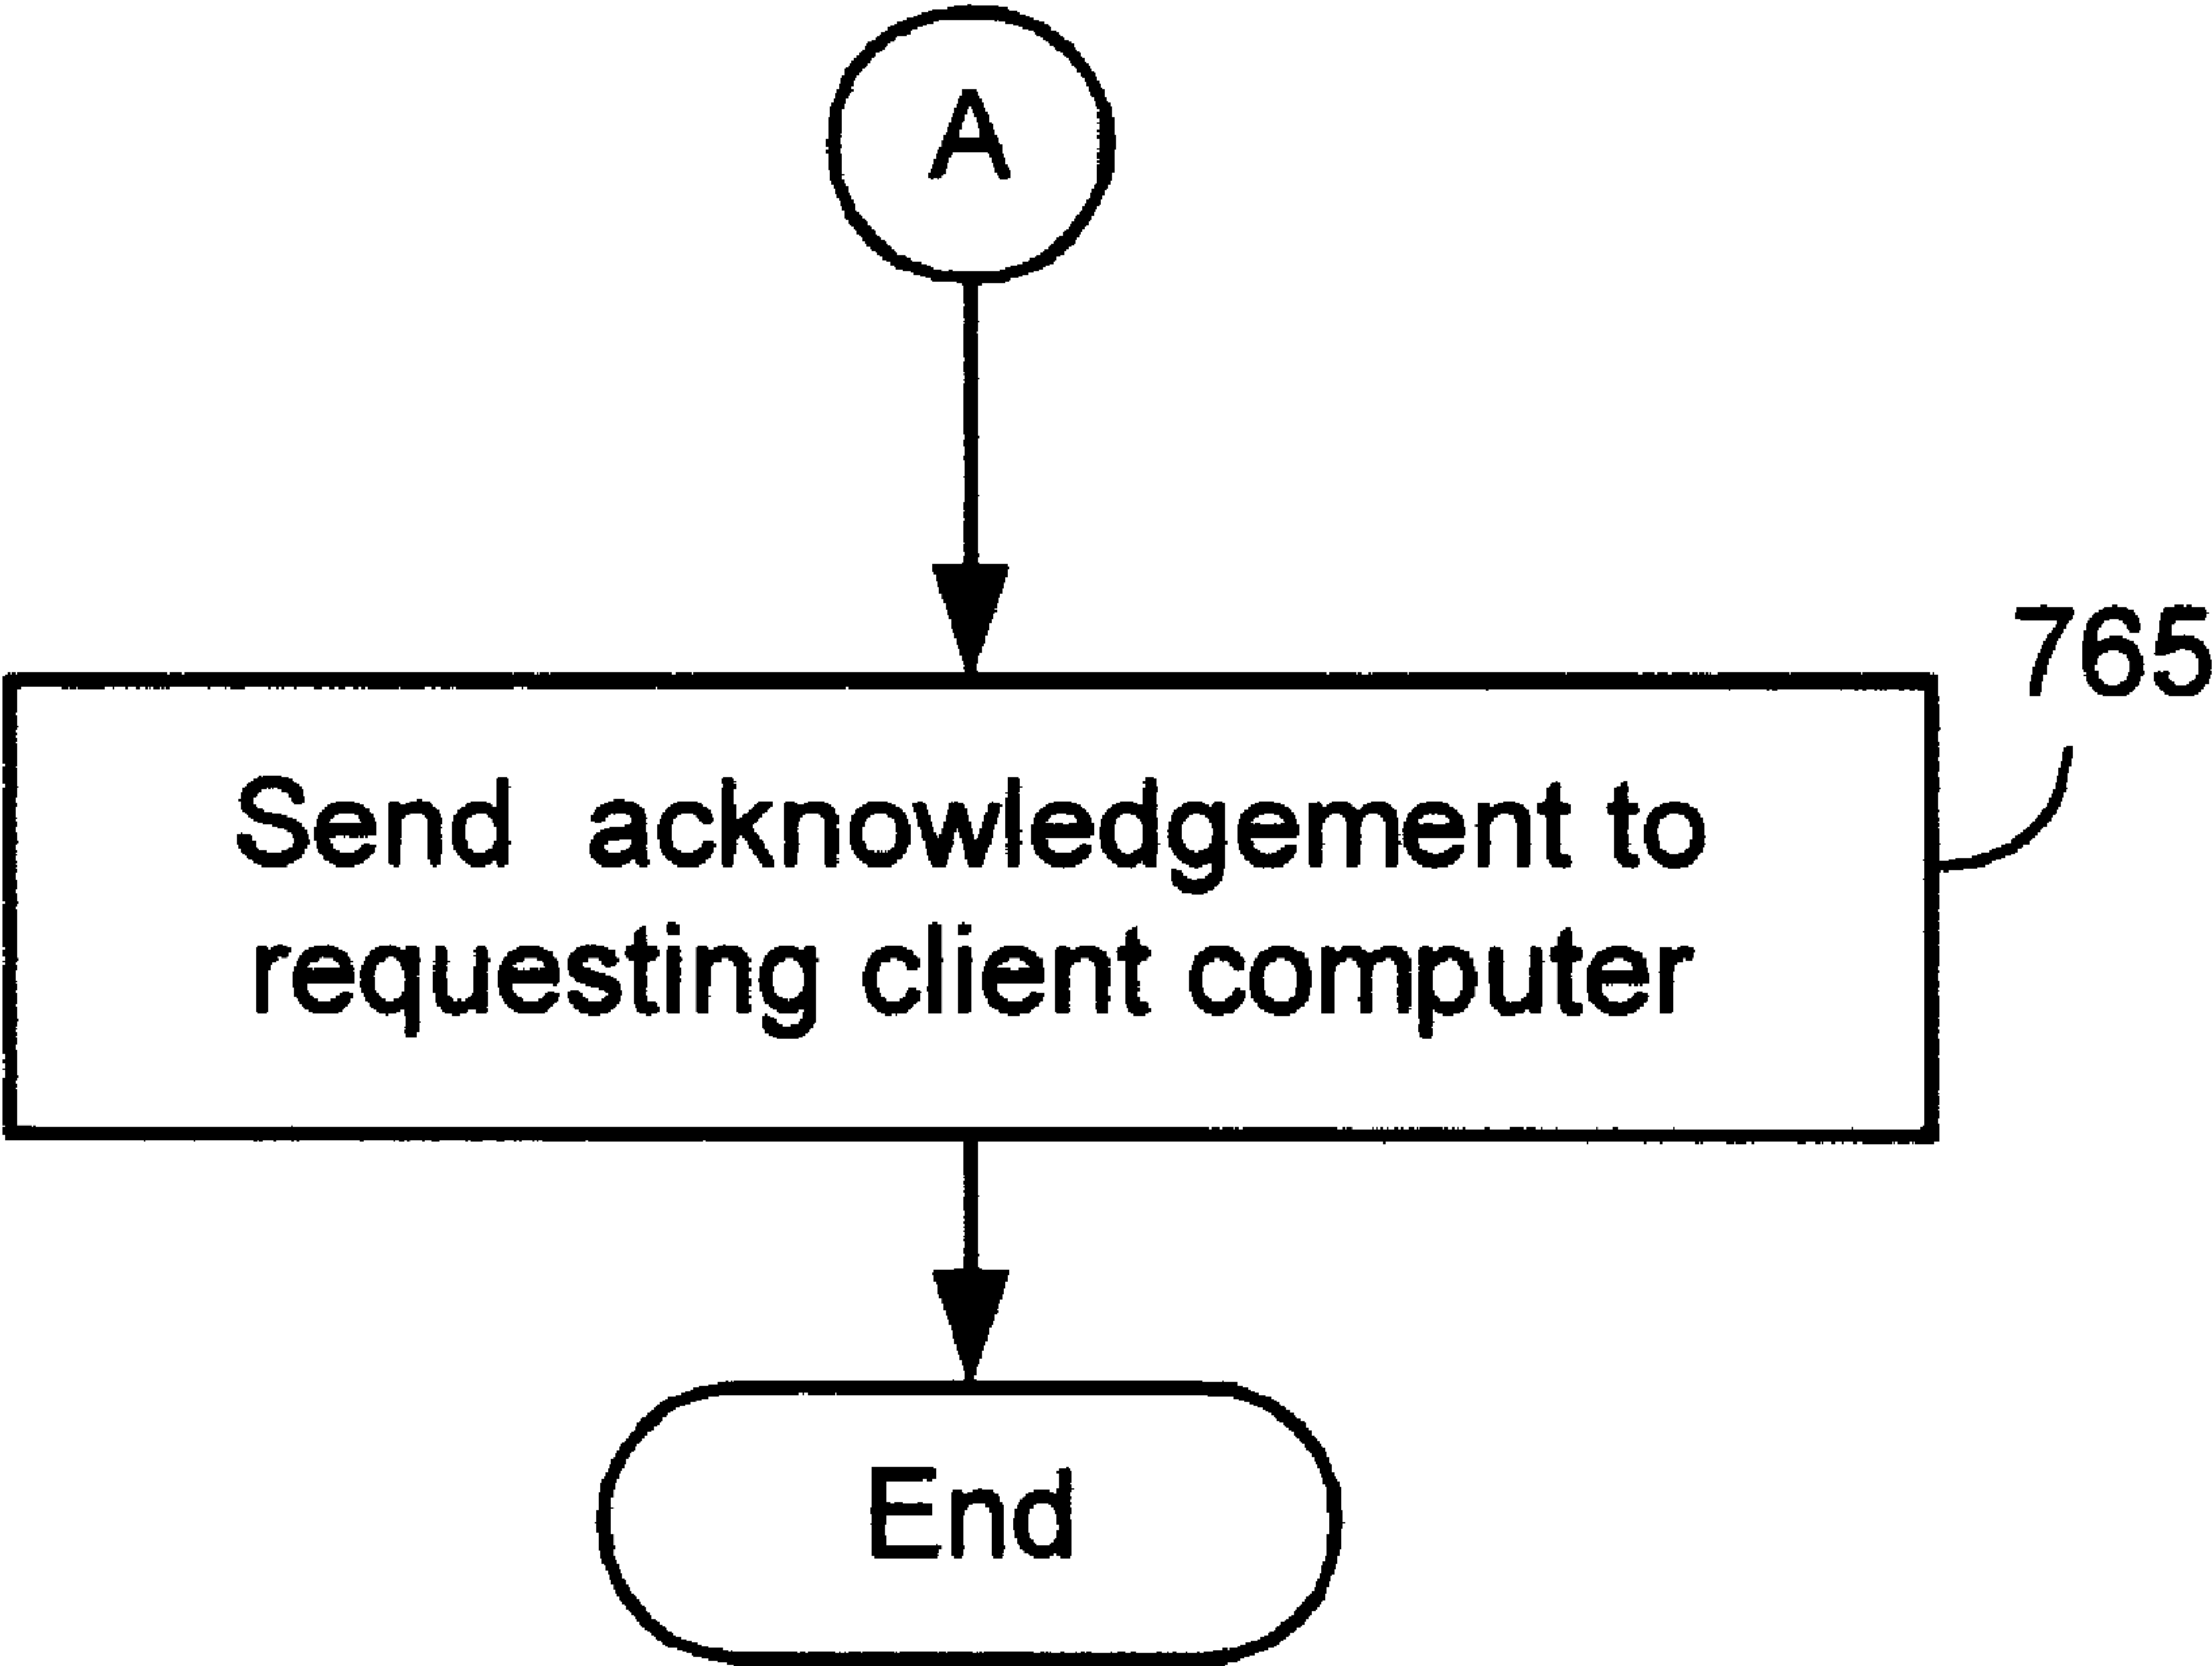 A
765
Send acknowledgement to
requesting client computer
End